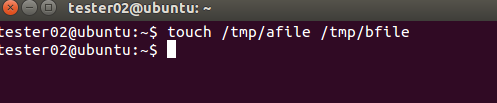 tester02@ubuntu: ~
tester02@ubuntu:~$ touch /tmp/afile /tmp/bfile
tester02@ubuntu:~$